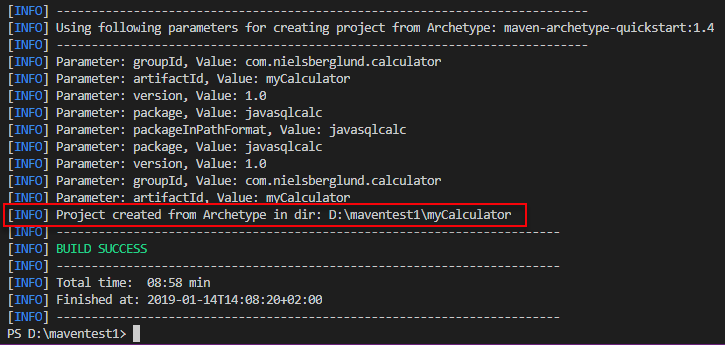 [INFO] ----------------------------------------------------------------------------
[INFO] Using following parameters for creating project from Archetype: maven-archetype-quickstart:1.4
[INFO] ----------------------------------------------------------------------------
[INFO] Parameter: groupId, Value: com.nielsberglund.calculator
[INFO] Parameter: artifactId, Value: myCalculator
[INFO] Parameter: version, Value: 1.0
[INFO] Parameter: package, Value: javasqlcalc
[INFO] Parameter: packageInPathFormat, Value: javasqlcalc
[INFO] Parameter: package, Value: javasqlcalc
[INFO] Parameter: version, Value: 1.0
[INFO] Parameter: groupId, Value: com.nielsberglund.calculator
[INFO] Parameter: artifactId, Value: myCalculator
[INFO] Project created from Archetype in dir: D:\maventest1\myCalculator
[INFO] ------------------------------------------------------------------------
[INFO] BUILD SUCCESS
[INFO] ------------------------------------------------------------------------
[INFO] Total time:  08:58 min
[INFO] Finished at: 2019-01-14T14:08:20+02:00
[INFO] ------------------------------------------------------------------------
PS D:\maventest1>